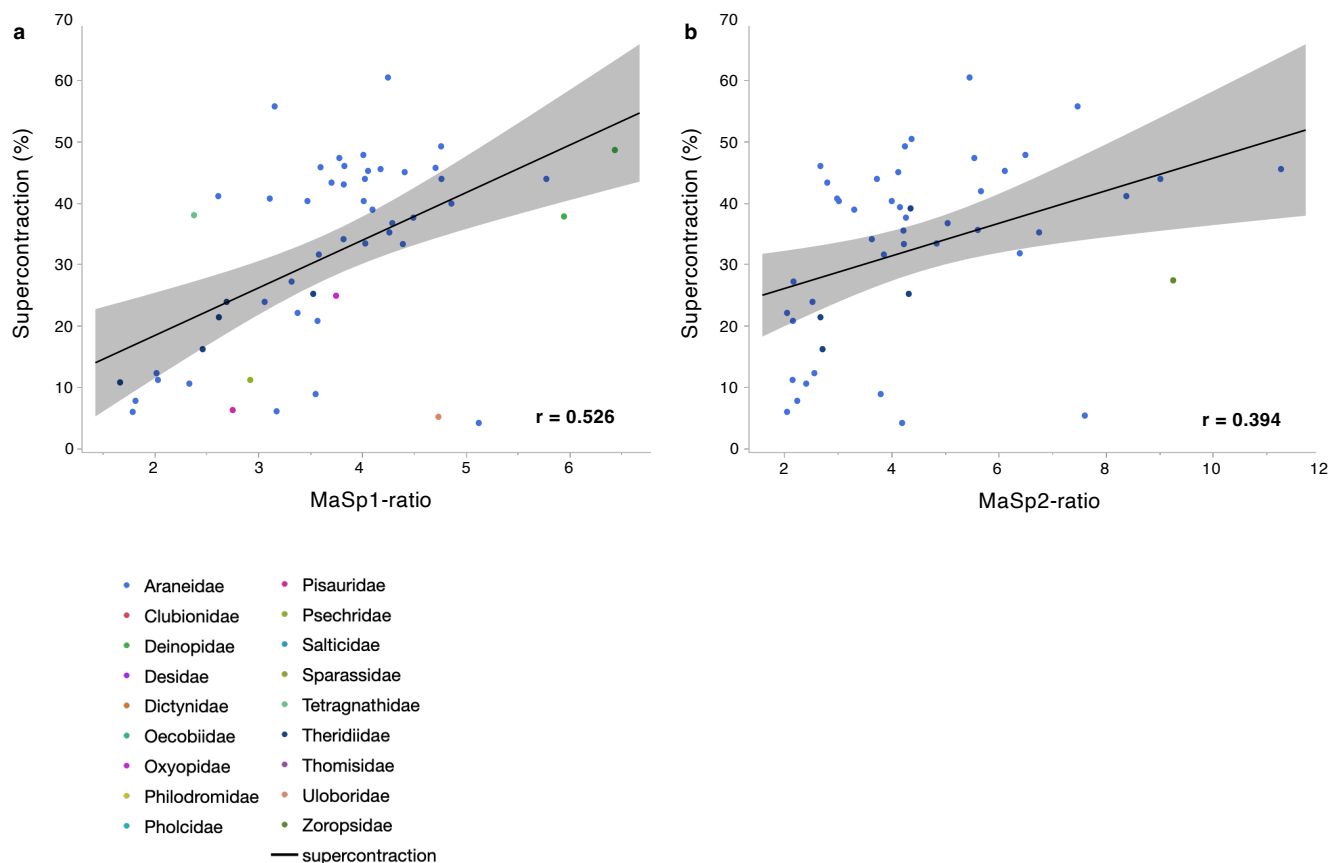 a
Supercontraction (%)
70
60
50
40
30
20
10
0
2
3
4
5
6
MaSp1-ratio
r = 0.526
b
Supercontraction (%)
70
60
50
40
30
20
10
0
2
4
6
8
10
12
MaSp2-ratio
r = 0.394
Araneidae
Clubionidae
Deinopidae
Desidae
Dictynidae
Oecobiidae
Oxyopidae
Philodromidae
Pholcidae
Pisauridae
Psechridae
Salticidae
Sparassidae
Tetragnathidae
Theridiidae
Thomisidae
Uloboridae
Zoropsidae
supercontraction